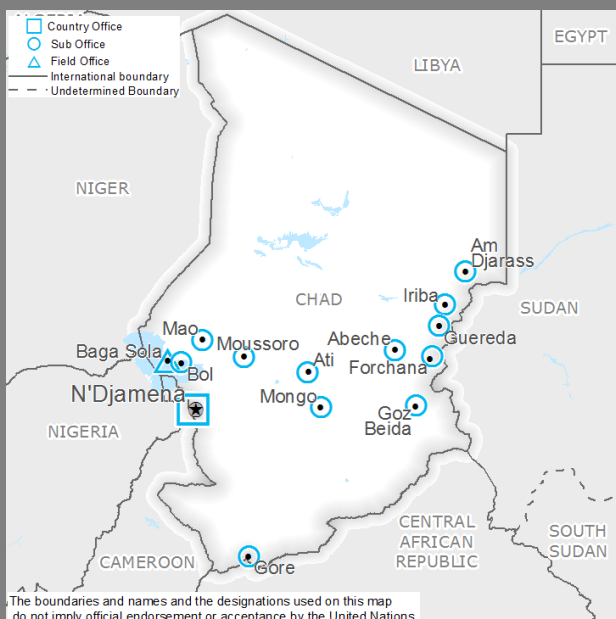 Country Office
Sub Office
Field Office
International boundary
Undetermined Boundary
EGYPT
LIBYA
NIGER
Am
Djarass
CHAD
Iriba
SUDAN
Mao
Moussoro
Abeche
Guereda
Baga Sola
Bol
Ati
Forchana
N'Djamena
Mongo
Goz
Beida
NIGERIA
CENTRAL
AFRICAN
REPUBLIC
SOUTH
SUDAN
CAMEROON
Gore
The boundaries and names and the designations used on this map
do not imply official endorsement or acceptance by the United Nations